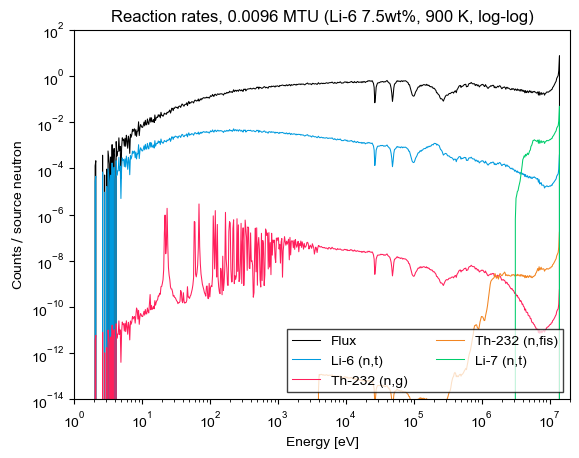 Reaction rates, 0.0096 MTU (Li-6 7.5wt%, 900 K, log-log)
Counts / source neutron
10^2
10^0
10^−2
10^−4
10^−6
10^−8
10^−10
10^−12
10^−14
Flux
Li-6 (n,t)
Th-232 (n,g)
Th-232 (n,fis)
Li-7 (n,t)
10^0 10^1 10^2 10^3 10^4 10^5 10^6 10^7
Energy [eV]